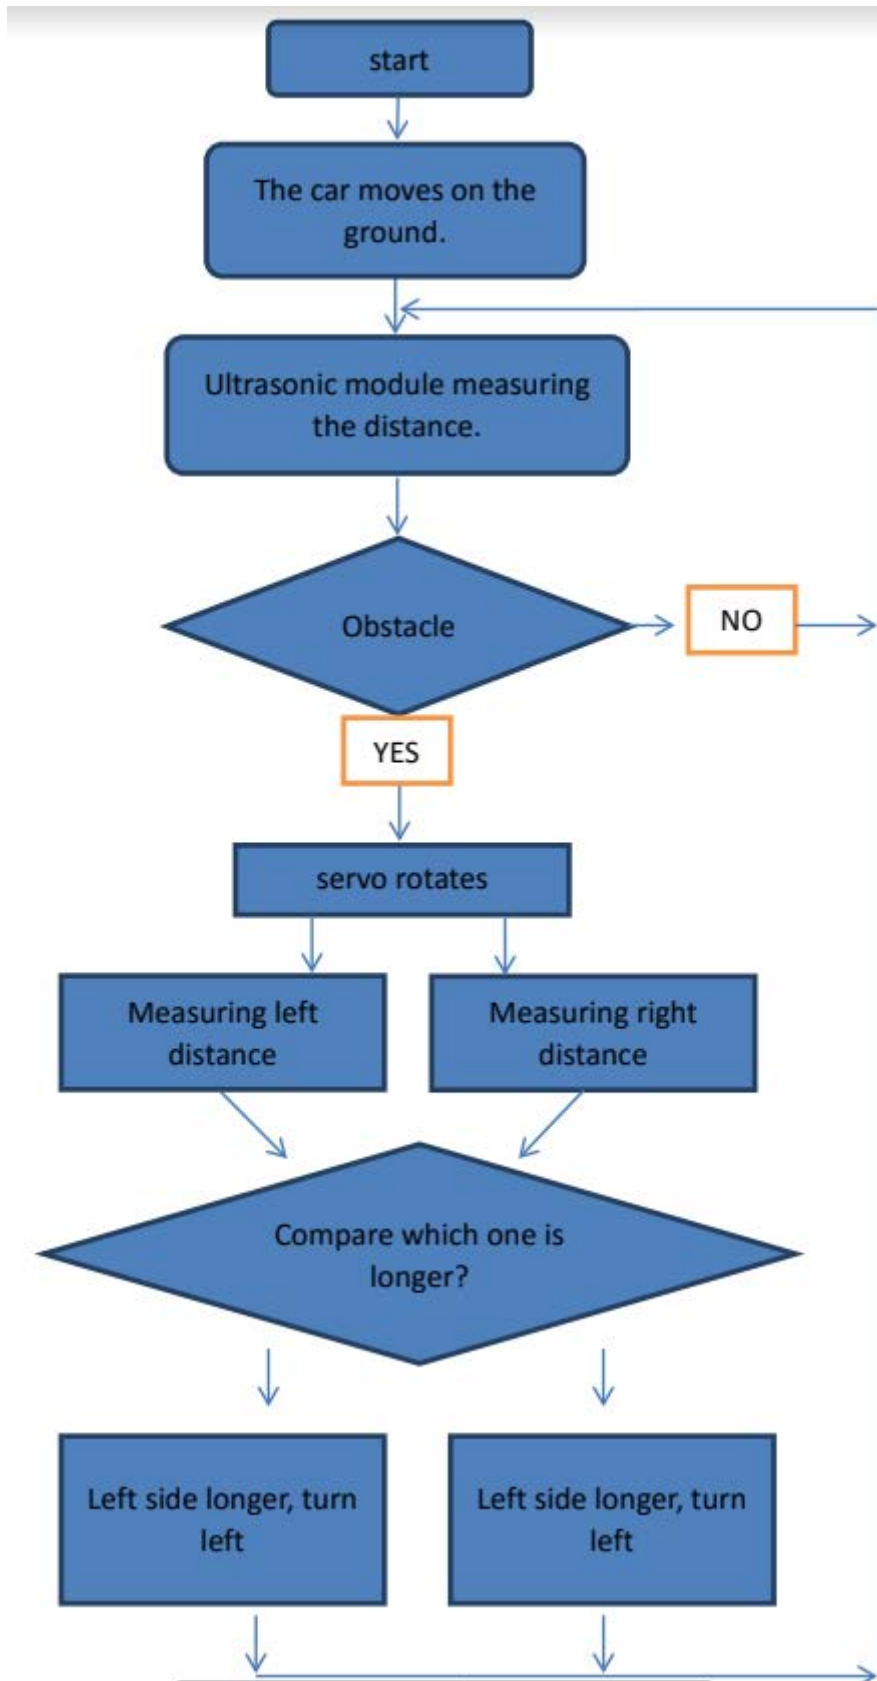 start
The car moves on the
ground.
Ultrasonic module measuring
the distance.
Obstacle
NO
YES
servo rotates
Measuring left
distance
Measuring right
distance
Compare which one is
longer?
Left side longer, turn
left
Left side longer, turn
left